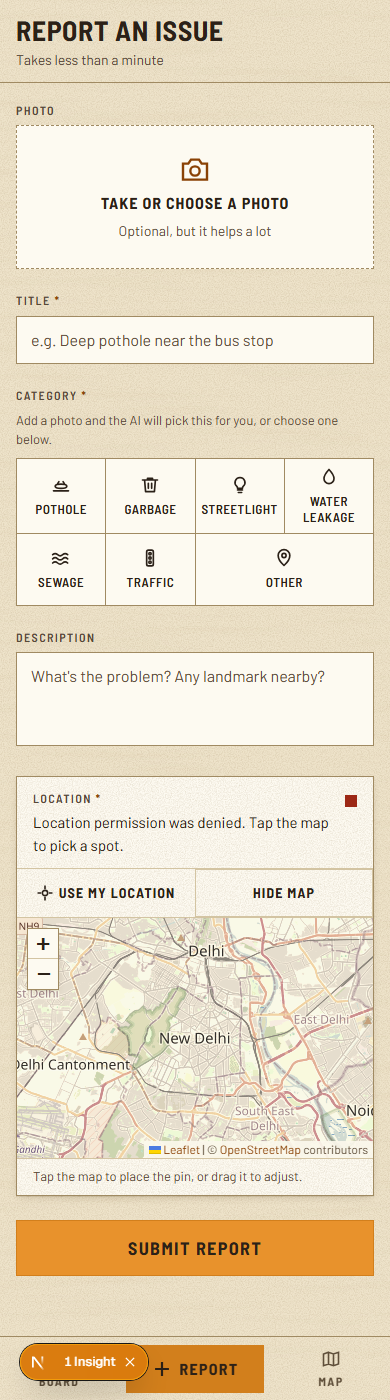 REPORT AN ISSUE
Takes less than a minute
PHOTO
TAKE OR CHOOSE A PHOTO
Optional, but it helps a lot
TITLE *
e.g. Deep pothole near the bus stop
CATEGORY *
Add a photo and the AI will pick this for you, or choose one
below.
POTHOLE
GARBAGE
STREETLIGHT
WATER
LEAKAGE
SEWAGE
TRAFFIC
OTHER
DESCRIPTION
What's the problem? Any landmark nearby?
LOCATION *
Location permission was denied. Tap the map
to pick a spot.
USE MY LOCATION
HIDE MAP
NH9
+
Delhi
−
st Delhi
East Delhi
New Delhi
Delhi Cantonment
South East
Delhi
Noi
Gandhi
Leaflet | © OpenStreetMap contributors
Tap the map to place the pin, or drag it to adjust.
SUBMIT REPORT
N 1 Insight ×
BOARD
+ REPORT
MAP